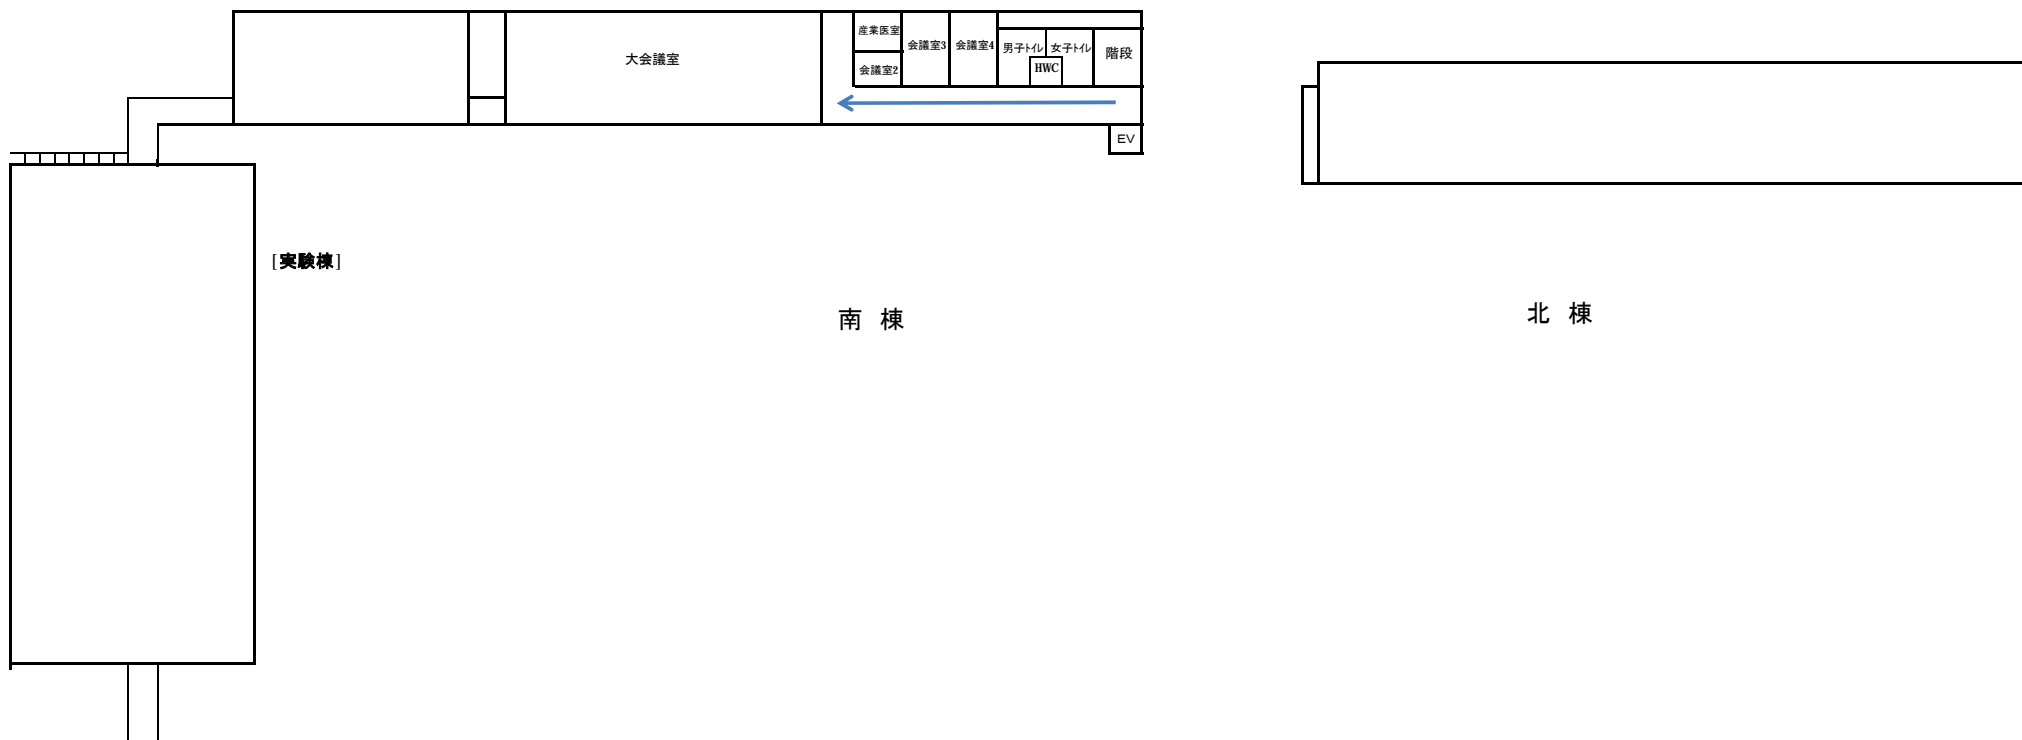 産業医室
会議室2
会議室3
会議室4
男子トイレ
女子トイレ
HWC
階段
大会議室
EV
[実験棟]
南 棟
北 棟